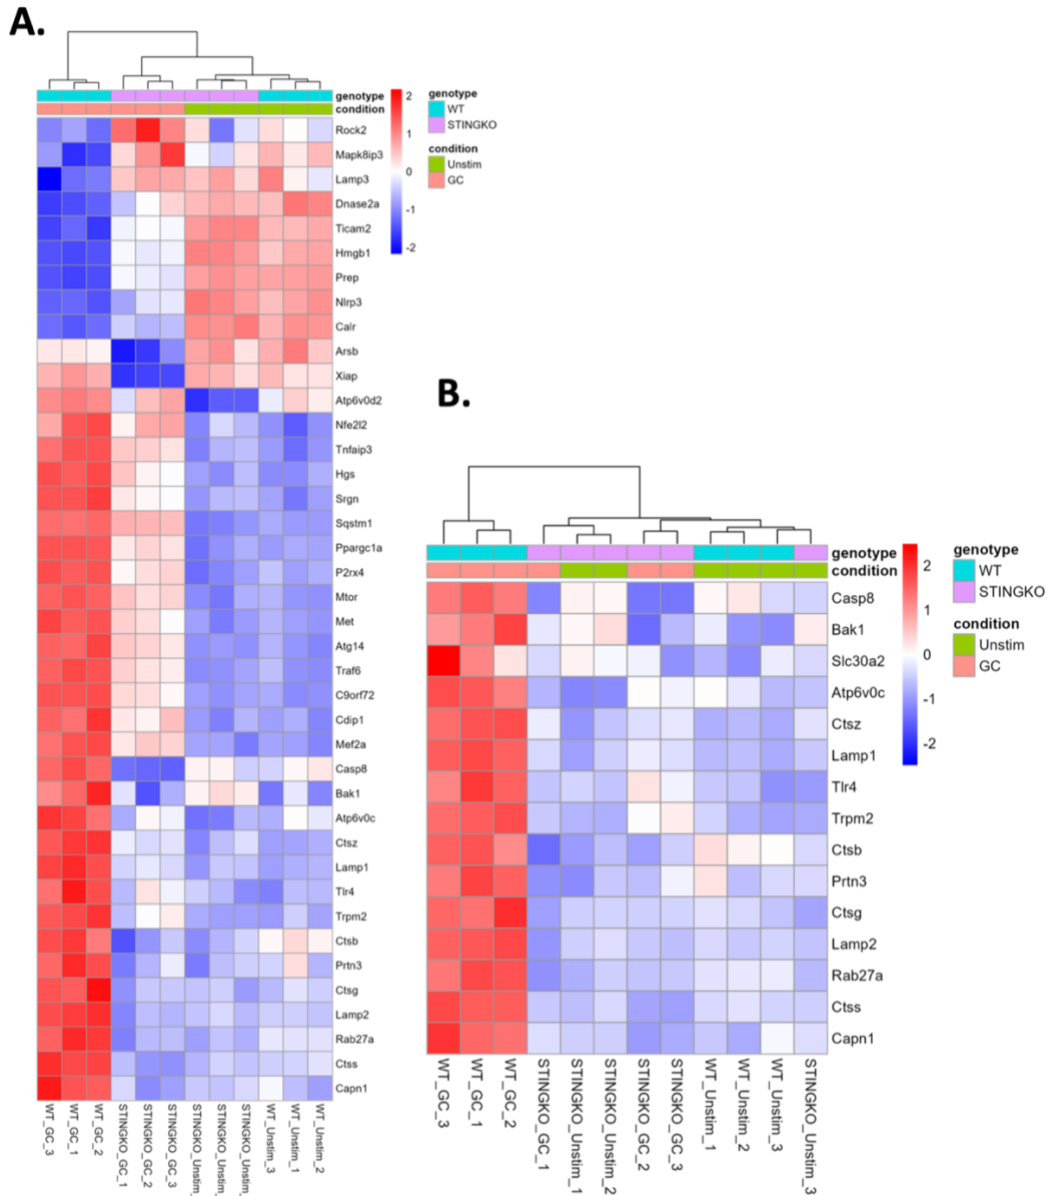 A.
genotype
condition
Rock2
Mapk8ip3
Lamp3
Dnase2a
Ticam2
Hmgb1
Prep
Nlrp3
Calr
Arsb
Xiap
Atp6v0d2
Nfe2l2
Tnfaip3
Hgs
Srgn
Sqstm1
Ppargc1a
P2rx4
Mtor
Met
Atg14
Traf6
C9orf72
Cdip1
Mef2a
Casp8
Bak1
Atp6v0c
Ctsz
Lamp1
Tlr4
Trpm2
Ctsb
Prtn3
Ctsg
Lamp2
Rab27a
Ctss
Capn1
WT_GC_3
WT_GC_1
WT_GC_2
STINGKO_GC_1
STINGKO_GC_2
STINGKO_GC_3
STINGKO_Unstim_
STINGKO_Unstim_
STINGKO_Unstim_
WT_Unstim_3
WT_Unstim_1
WT_Unstim_2
2
1
0
-1
-2
genotype
WT
STINGKO
condition
Unstim
GC
B.
genotype
condition
Casp8
Bak1
Slc30a2
Atp6v0c
Ctsz
Lamp1
Tlr4
Trpm2
Ctsb
Prtn3
Ctsg
Lamp2
Rab27a
Ctss
Capn1
WT_GC_3
WT_GC_1
WT_GC_2
STINGKO_GC_1
STINGKO_Unstim_1
STINGKO_Unstim_2
STINGKO_GC_2
STINGKO_GC_3
WT_Unstim_1
WT_Unstim_2
WT_Unstim_3
STINGKO_Unstim_3
2
1
0
-1
-2
genotype
WT
STINGKO
condition
Unstim
GC